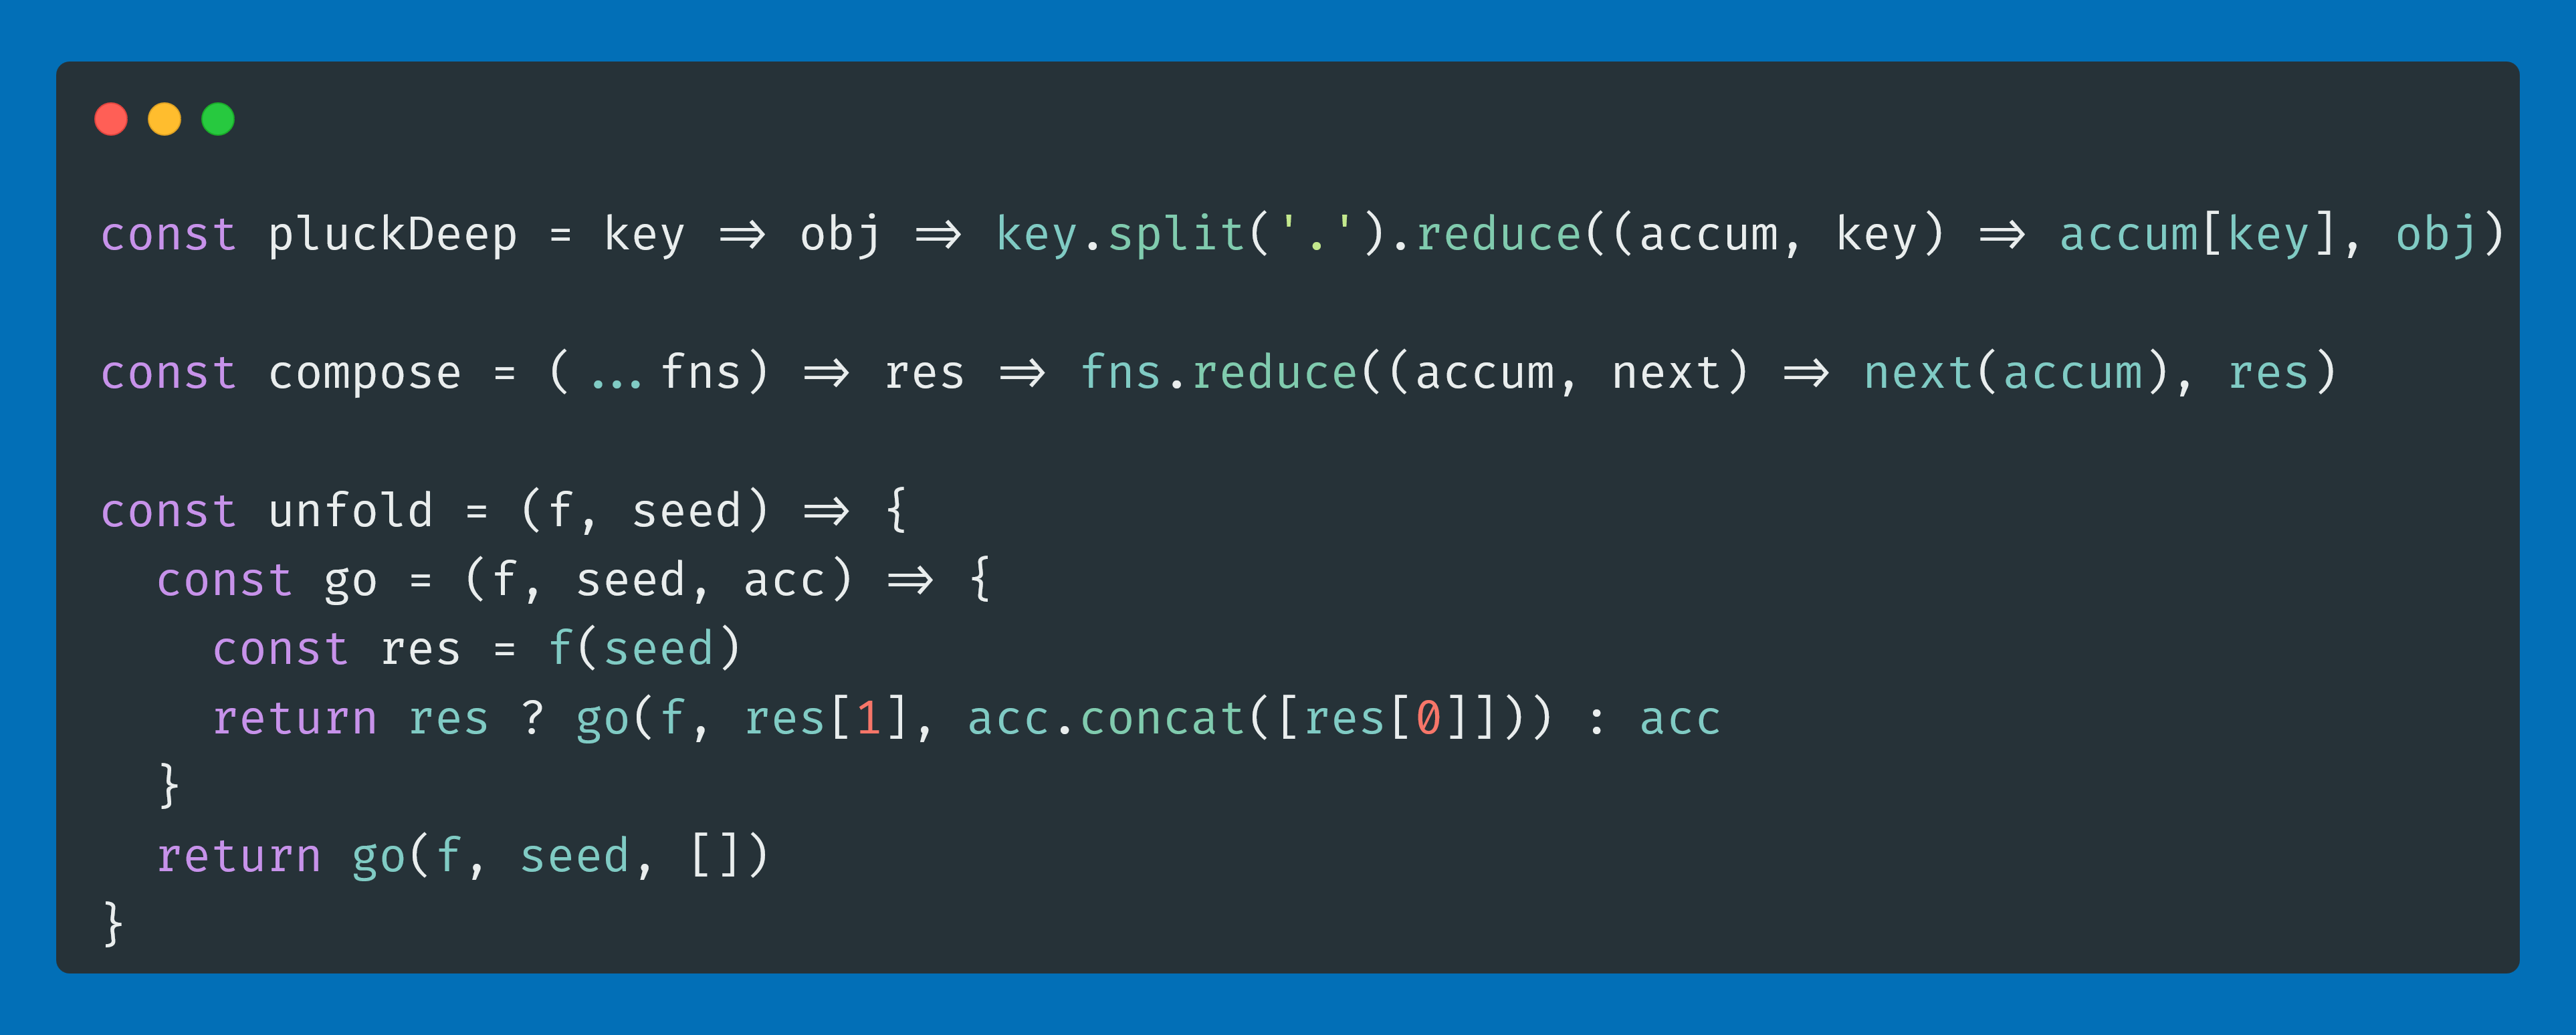 const pluckDeep = key => obj => key.split('.').reduce((accum, key) => accum[key], obj)
const compose = (...fns) => res => fns.reduce((accum, next) => next(accum), res)
const unfold = (f, seed) => {
  const go = (f, seed, acc) => {
    const res = f(seed)
    return res ? go(f, res[1], acc.concat([res[0]])) : acc
  }
  return go(f, seed, [])
}